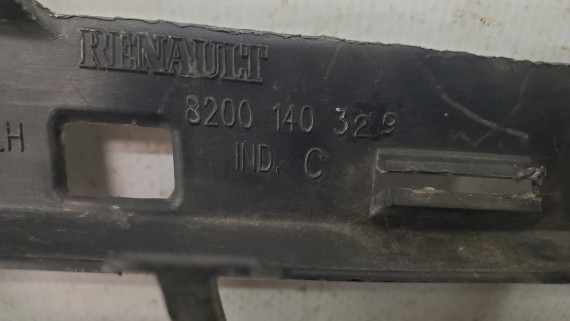 RENAULT
8200 140 329
LH
IND. C